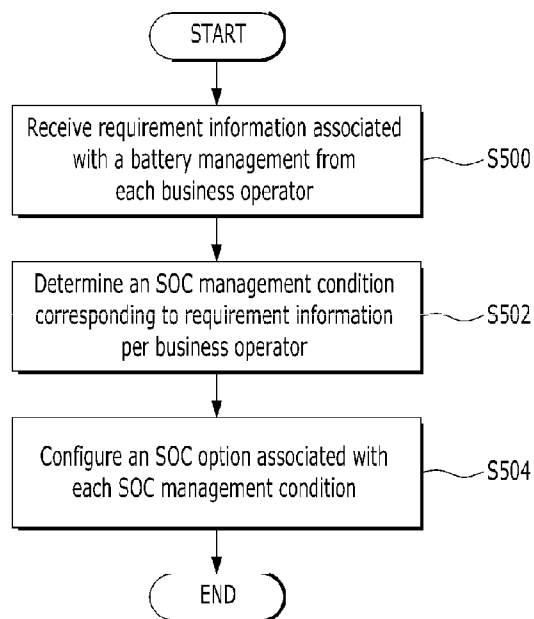 START
Receive requirement information associated
with a battery management from
each business operator
S500
Determine an SOC management condition
corresponding to requirement information
per business operator
S502
Configure an SOC option associated with
each SOC management condition
S504
END